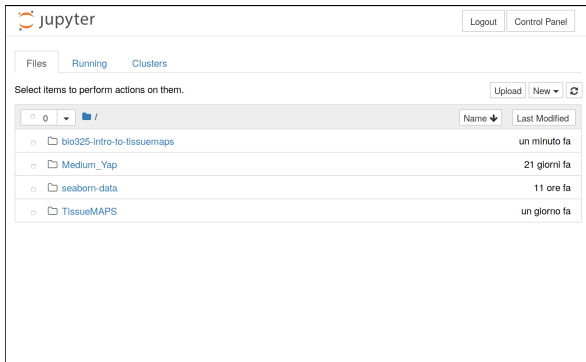 jupyter
Logout Control Panel
Files Running Clusters
Select items to perform actions on them.
Upload New
0 /
Name Last Modified
bio325-intro-to-tissuemaps un minuto fa
Medium_Yap 21 giorni fa
seaborn-data 11 ore fa
TissueMAPS un giorno fa